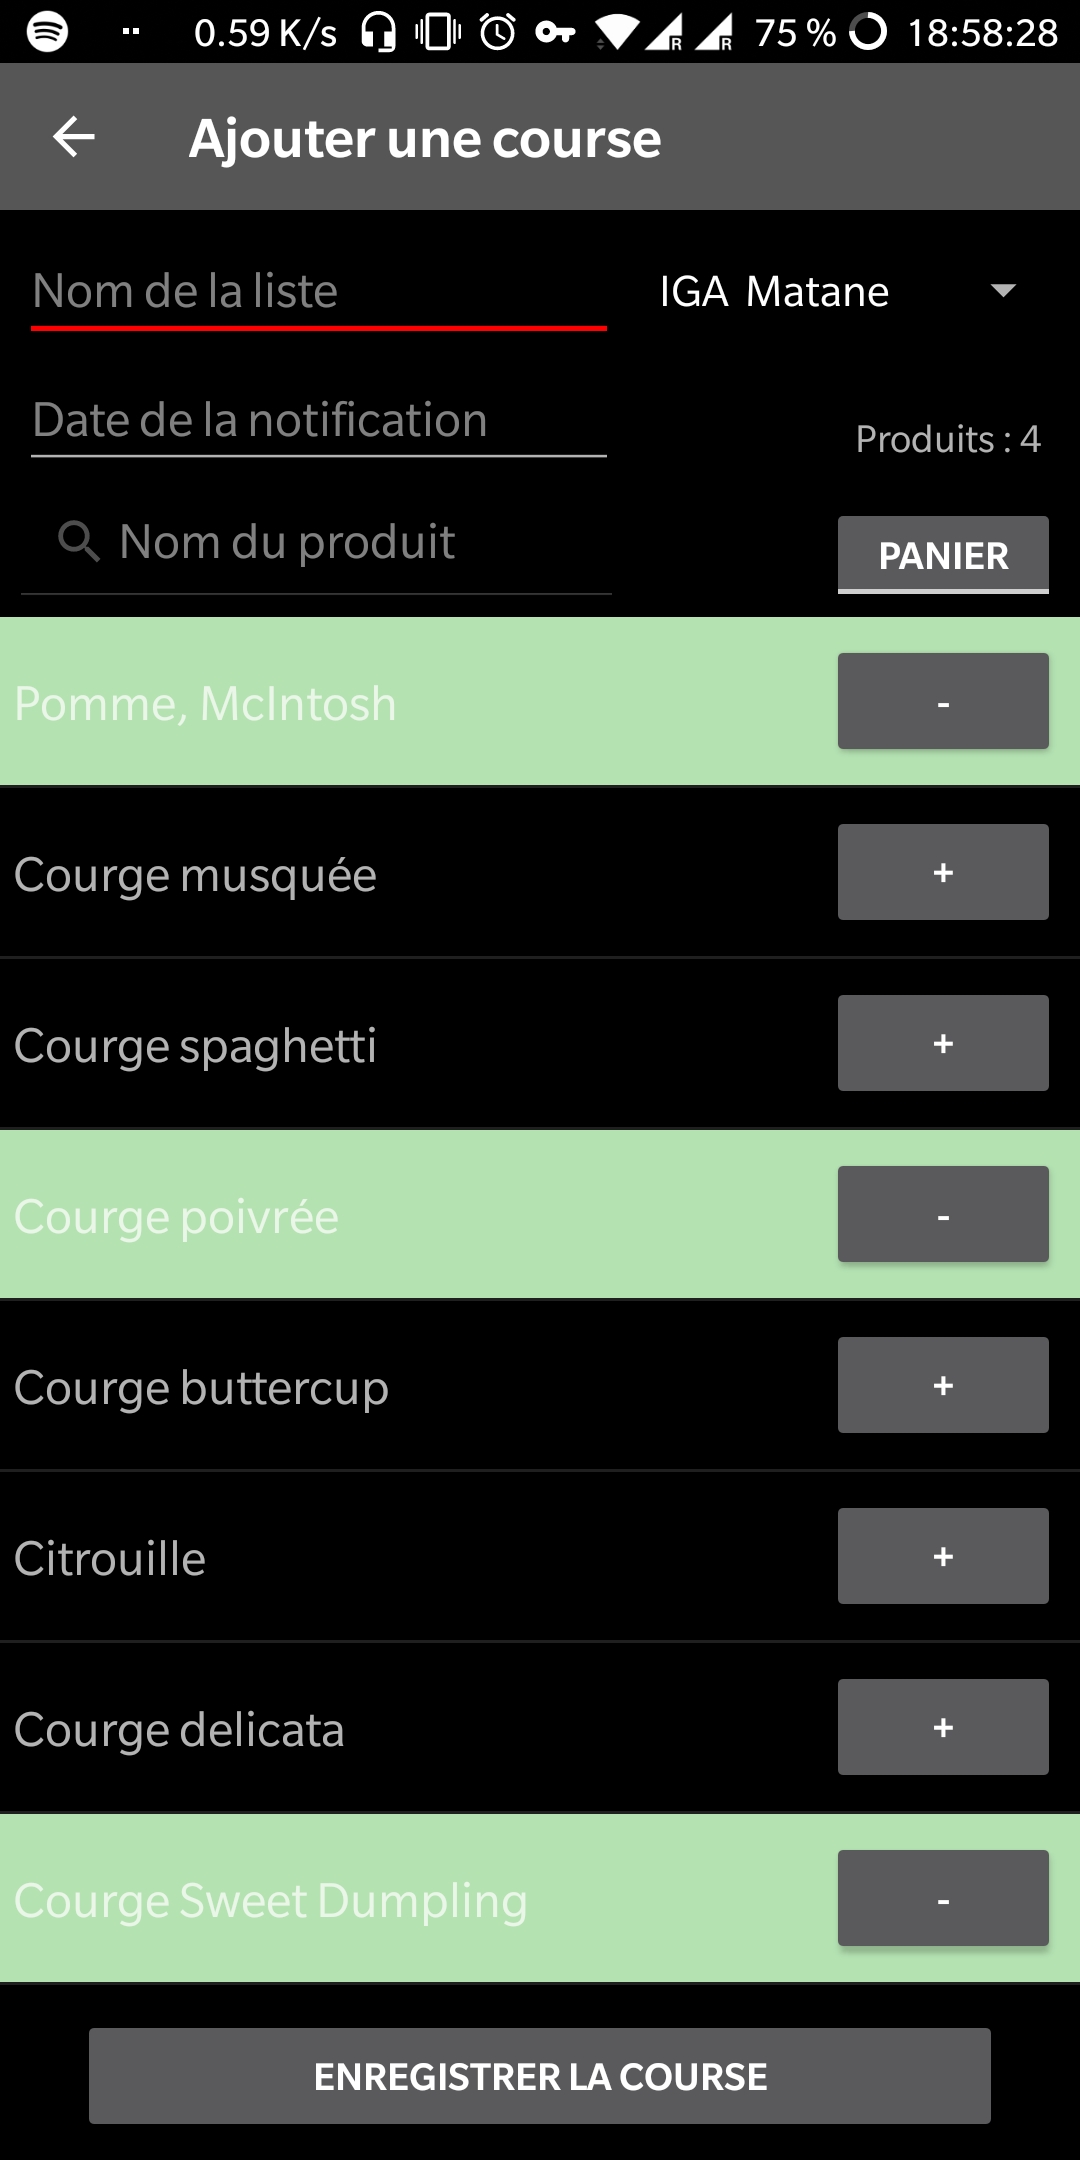 0.59 K/s R R 75 % 18:58:28
Ajouter une course
Nom de la liste
IGA Matane
Date de la notification
Produits : 4
Nom du produit
PANIER
Pomme, McIntosh
-
Courge musquée
+
Courge spaghetti
+
Courge poivrée
-
Courge buttercup
+
Citrouille
+
Courge delicata
+
Courge Sweet Dumpling
-
ENREGISTRER LA COURSE